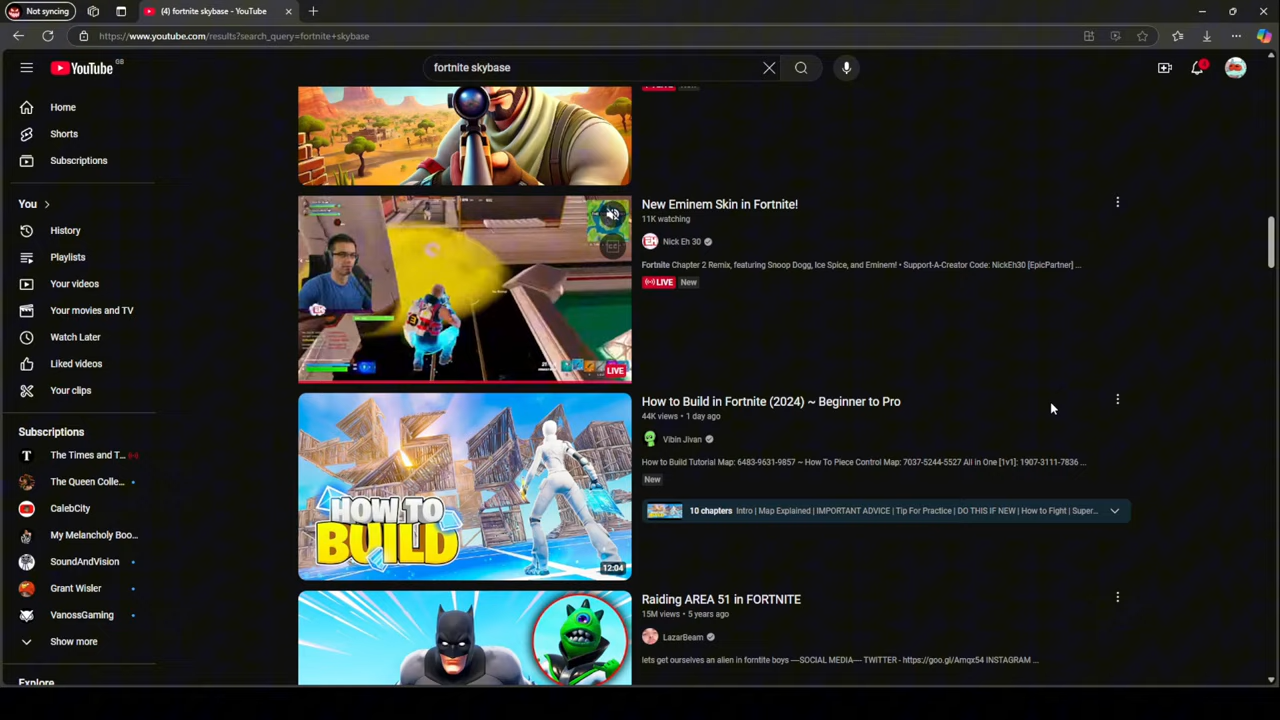 Not syncing
(4) fortnite skybase - YouTube
https://www.youtube.com/results?search_query=fortnite+skybase
YouTube GB
fortnite skybase
Home
Shorts
Subscriptions
You
History
Playlists
Your videos
Your movies and TV
Watch Later
Liked videos
Your clips
Subscriptions
The Times and T...
The Queen Colle...
CalebCity
My Melancholy Boo...
SoundAndVision
Grant Wisler
VanossGaming
Show more
Explore
New Eminem Skin in Fortnite!
11K watching
Nick Eh 30
Fortnite Chapter 2 Remix, featuring Snoop Dogg, Ice Spice, and Eminem! • Support-A-Creator Code: NickEh30 [EpicPartner] ...
LIVE New
LIVE
How to Build in Fortnite (2024) ~ Beginner to Pro
44K views • 1 day ago
Vibin Jivan
How to Build Tutorial Map: 6483-9631-9857 ~ How To Piece Control Map: 7037-5244-5527 All in One [1v1]: 1907-3111-7836 ...
New
10 chapters Intro | Map Explained | IMPORTANT ADVICE | Tip For Practice | DO THIS IF NEW | How to Fight | Super...
HOW TO
BUILD
12:04
Raiding AREA 51 in FORTNITE
15M views • 5 years ago
LazarBeam
lets get ourselves an alien in forntite boys —-SOCIAL MEDIA—- TWITTER - https://goo.gl/Amqx54 INSTAGRAM ...